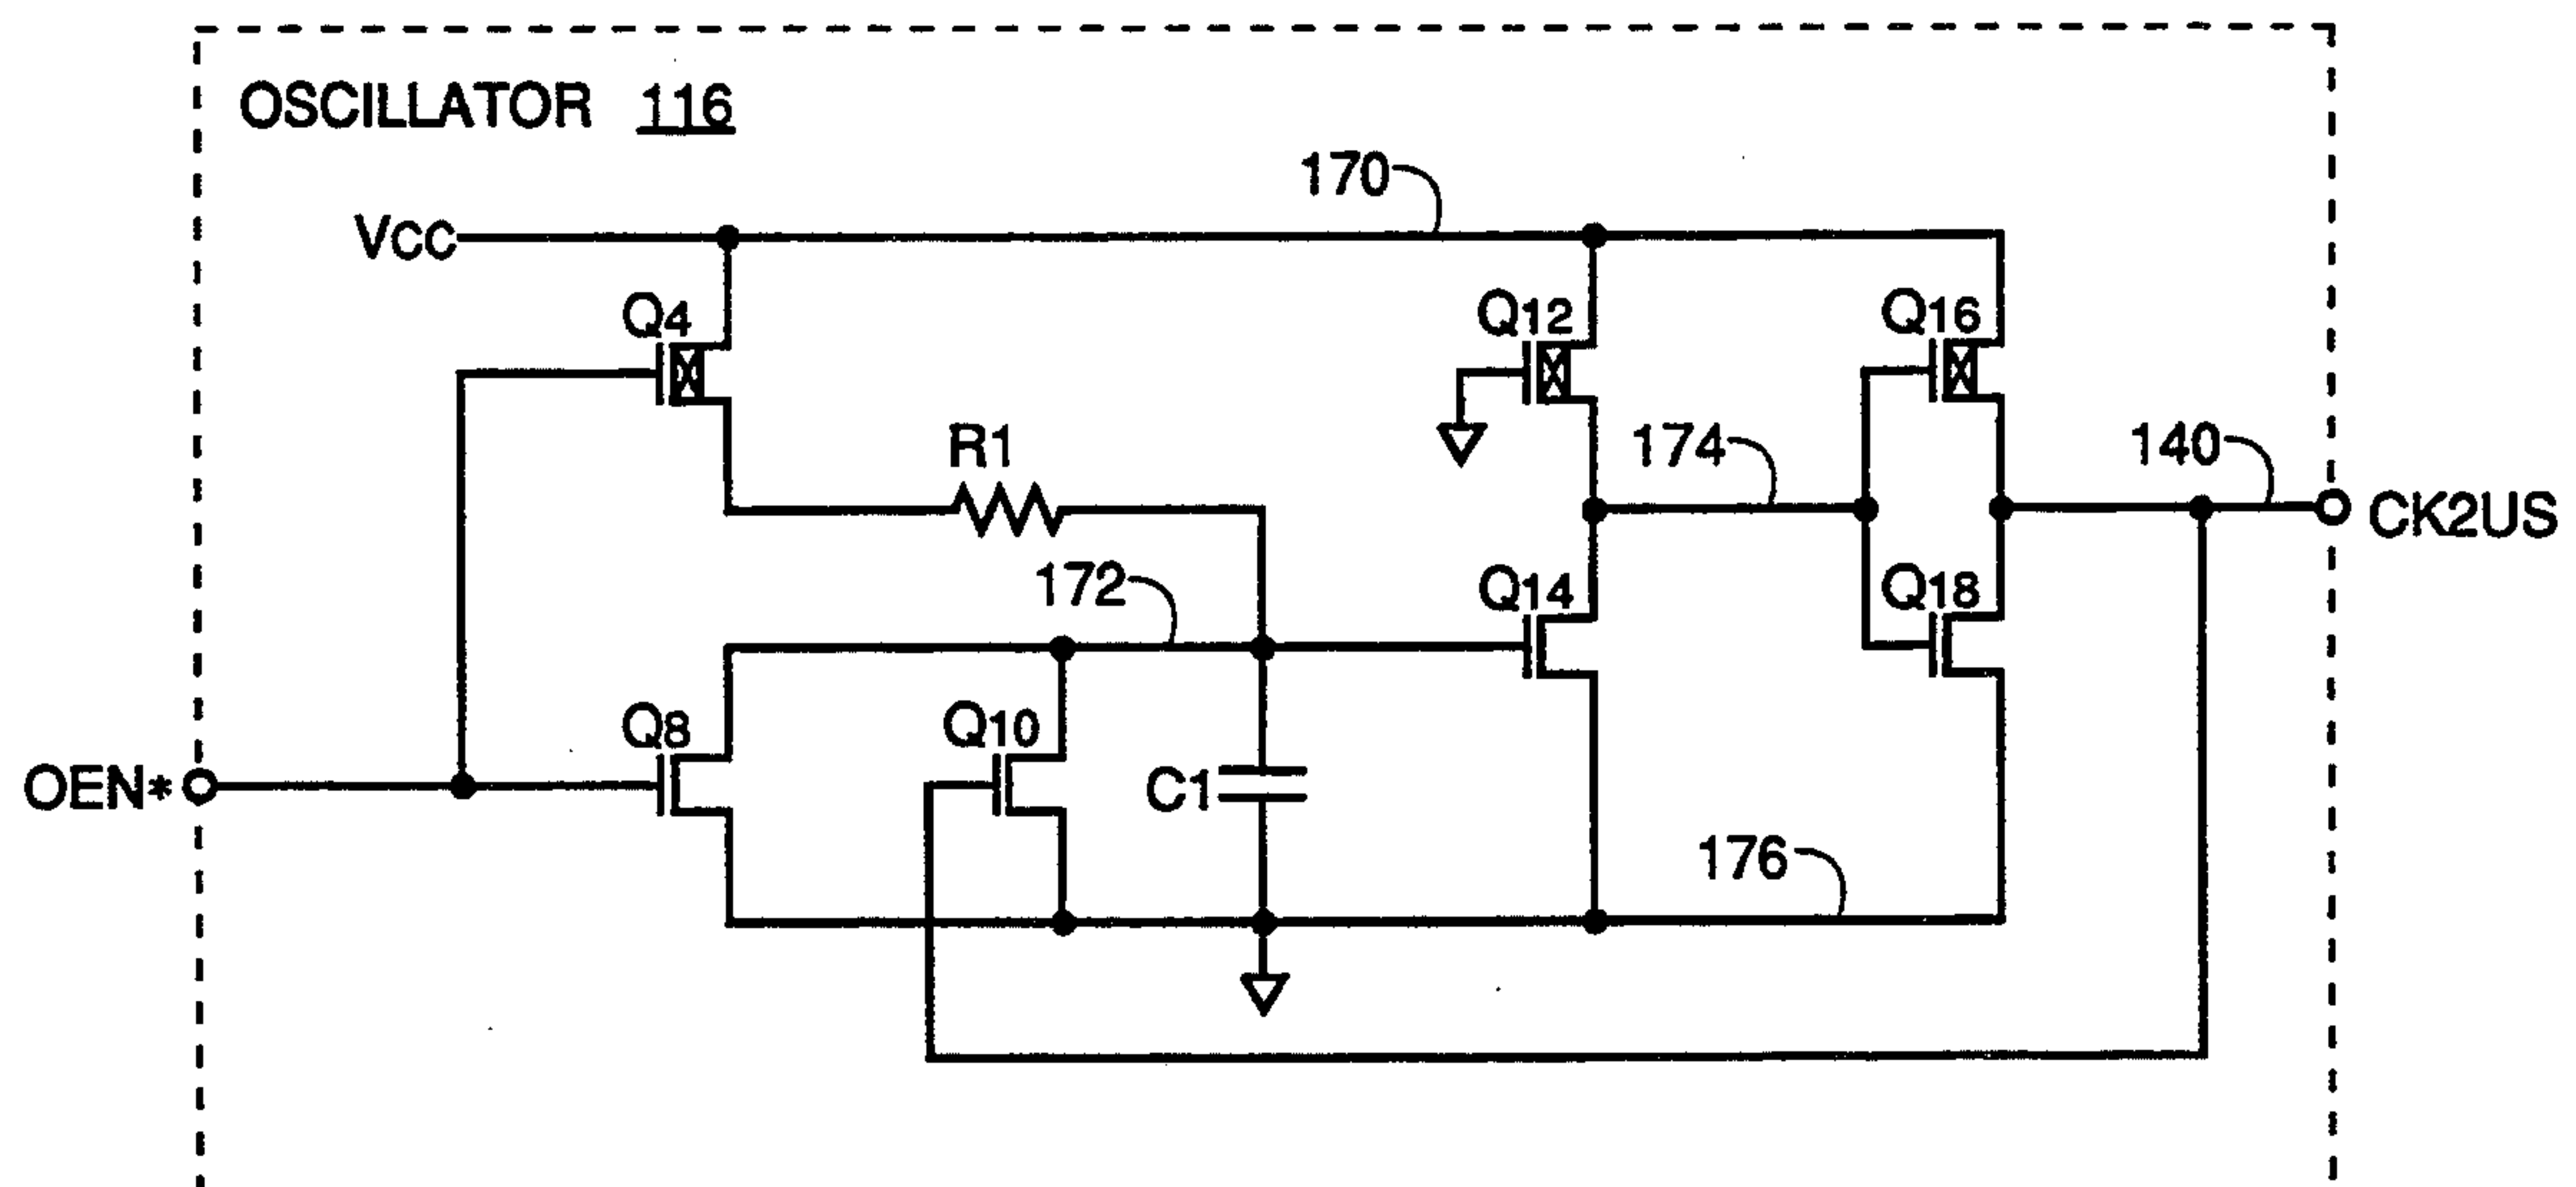 OSCILLATOR 116
170
VCC
Q4
Q12
Q16
R1
174
140
CK2US
172
Q14
Q18
Q8
Q10
OEN*
C1
176